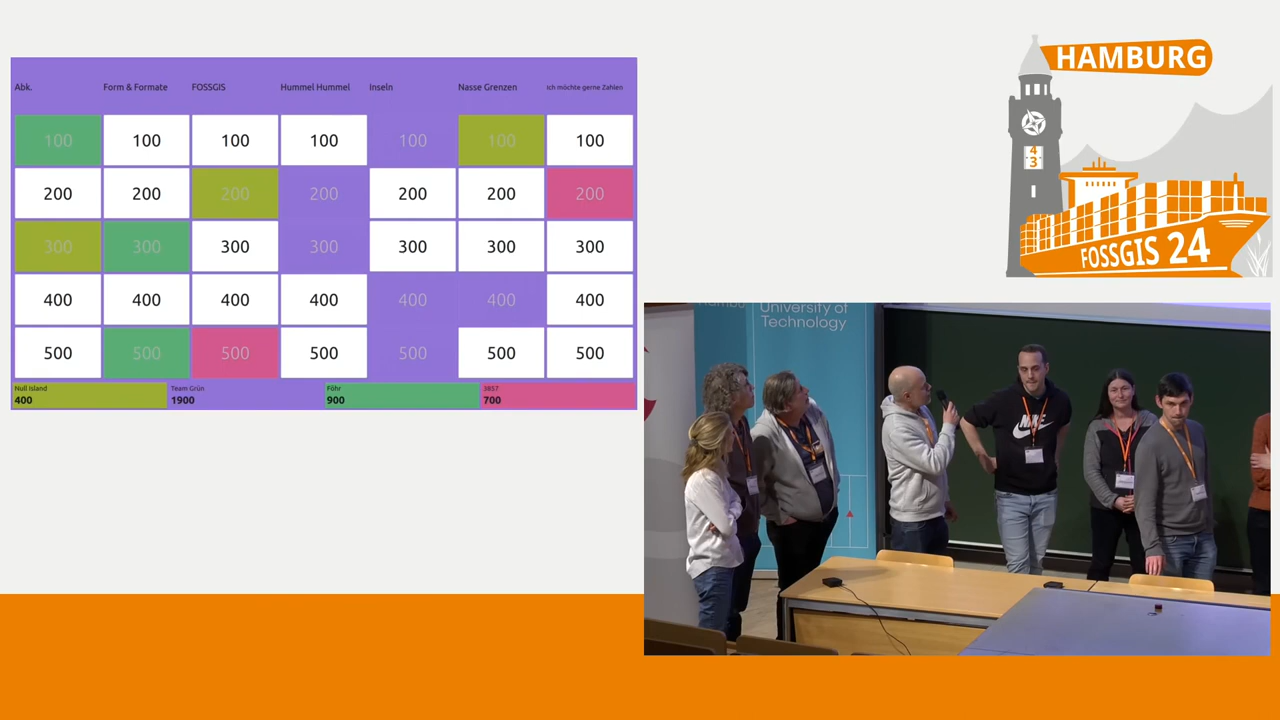 Abk. Form & Formate FOSSGIS Hummel Hummel Inseln Nasse Grenzen Ich möchte gerne Zahlen
100 100 100 100 100 100 100
200 200 200 200 200 200 200
300 300 300 300 300 300 300
400 400 400 400 400 400 400
500 500 500 500 500 500 500
Null Island Team Grün Föhr 3857
400 1900 900 700
HAMBURG
4
3
FOSSGIS 24
University of
Technology
NIKE